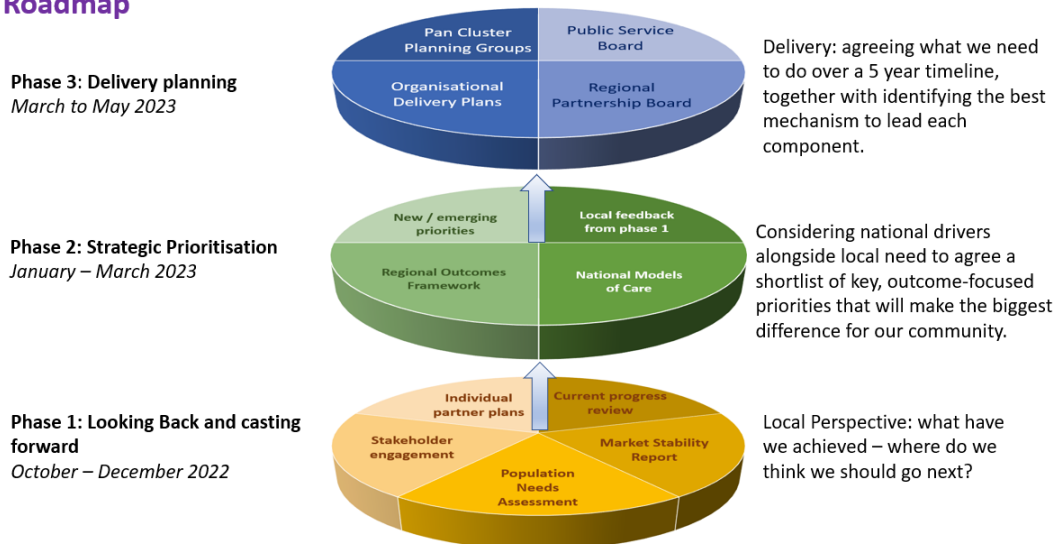 Roadmap
Phase 3: Delivery planning
March to May 2023
Pan Cluster
Planning Groups
Public Service
Board
Organisational
Delivery Plans
Regional
Partnership Board
Delivery: agreeing what we need
to do over a 5 year timeline,
together with identifying the best
mechanism to lead each
component.
Phase 2: Strategic Prioritisation
January – March 2023
New / emerging
priorities
Local feedback
from phase 1
Regional Outcomes
Framework
National Models
of Care
Considering national drivers
alongside local need to agree a
shortlist of key, outcome-focused
priorities that will make the biggest
difference for our community.
Phase 1: Looking Back and casting
forward
October – December 2022
Individual
partner plans
Current progress
review
Stakeholder
engagement
Market Stability
Report
Population
Needs
Assessment
Local Perspective: what have
we achieved – where do we
think we should go next?